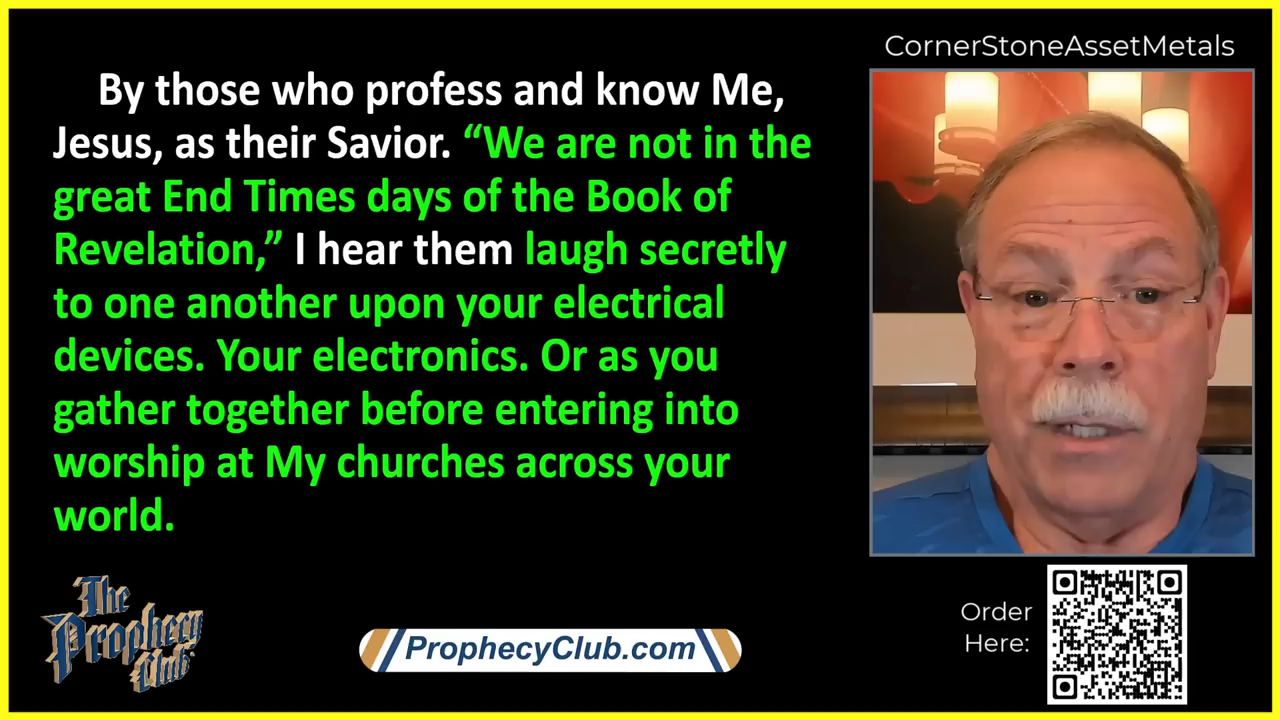 CornerStoneAssetMetals
By those who profess and know Me,
Jesus, as their Savior. “We are not in the
great End Times days of the Book of
Revelation,” I hear them laugh secretly
to one another upon your electrical
devices. Your electronics. Or as you
gather together before entering into
worship at My churches across your
world.
The
Prophecy
Club
ProphecyClub.com
Order
Here: